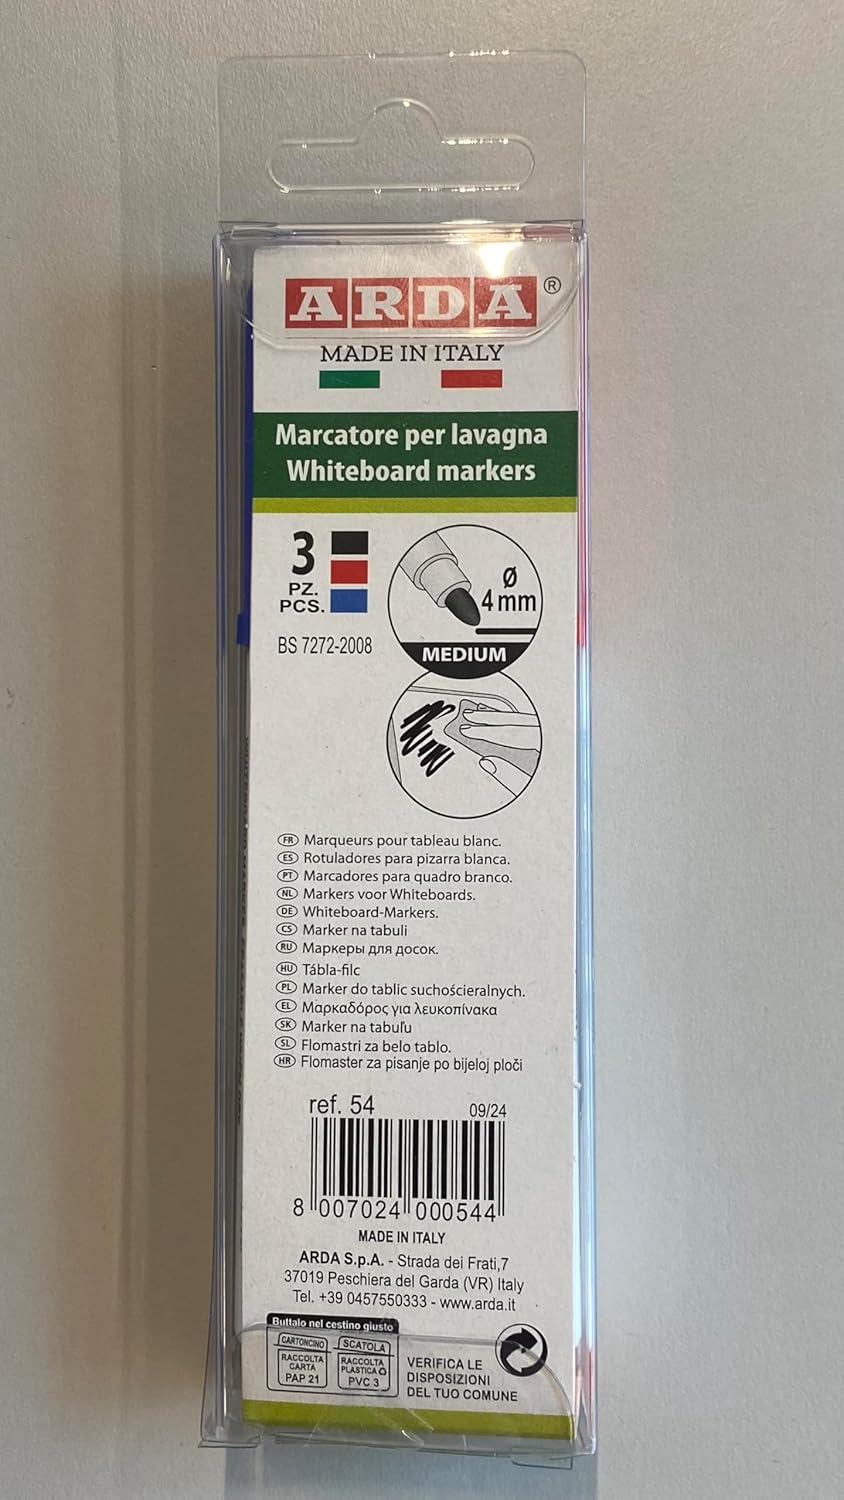 ARDA®
MADE IN ITALY
Marcatore per lavagna
Whiteboard markers
3
PZ.
PCS.
BS 7272-2008
Ø
4 mm
MEDIUM
FR Marqueurs pour tableau blanc.
ES Rotuladores para pizarra blanca.
PT Marcadores para quadro branco.
NL Markers voor Whiteboards.
DE Whiteboard-Markers.
CS Marker na tabuli
RU Маркеры для досок.
HU Tábla-filc
PL Marker do tablic suchościeralnych.
EL Μαρκαδόρος για λευκοπίνακα
SK Marker na tabuľu
SL Flomastri za belo tablo.
HR Flomaster za pisanje po bijeloj ploči
ref. 54
09/24
8 007024 000544
MADE IN ITALY
ARDA S.p.A. - Strada dei Frati,7
37019 Peschiera del Garda (VR) Italy
Tel. +39 0457550333 - www.arda.it
Buttalo nel cestino giusto
CARTONCINO
RACCOLTA
CARTA
PAP 21
SCATOLA
RACCOLTA
PLASTICA
PVC 3
VERIFICA LE
DISPOSIZIONI
DEL TUO COMUNE